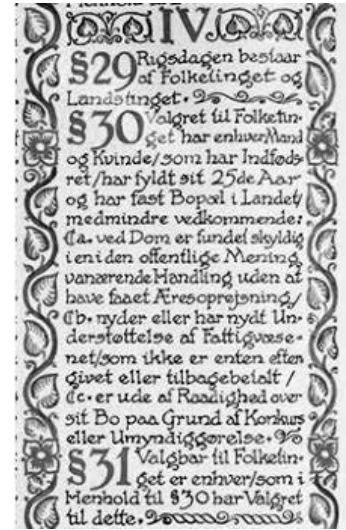 IV
§29 Rigsdagen bestaar
af Folketinget og
Landstinget.
§30 Valgret til Folketin-
get har enhver Mand
og Kvinde/som har Indføds-
ret/har fyldt sit 25de Aar
og har fast Bopæl i Landet/
medmindre vedkommende:
a. ved Dom er fundet skyldig
i en i den offentlige Mening
vanærende Handling uden at
have faaet Æresoprejsning/
b. nyder eller har nydt Un-
derstøttelse af Fattigvæse-
net/som ikke er enten efter-
givet eller tilbagebetalt /
c. er ude af Raadighed over
sit Bo paa Grund af Konkurs
eller Umyndiggørelse.
§31 Valgbar til Folketin-
get er enhver/som i
Henhold til §30 har Valgret
til dette.